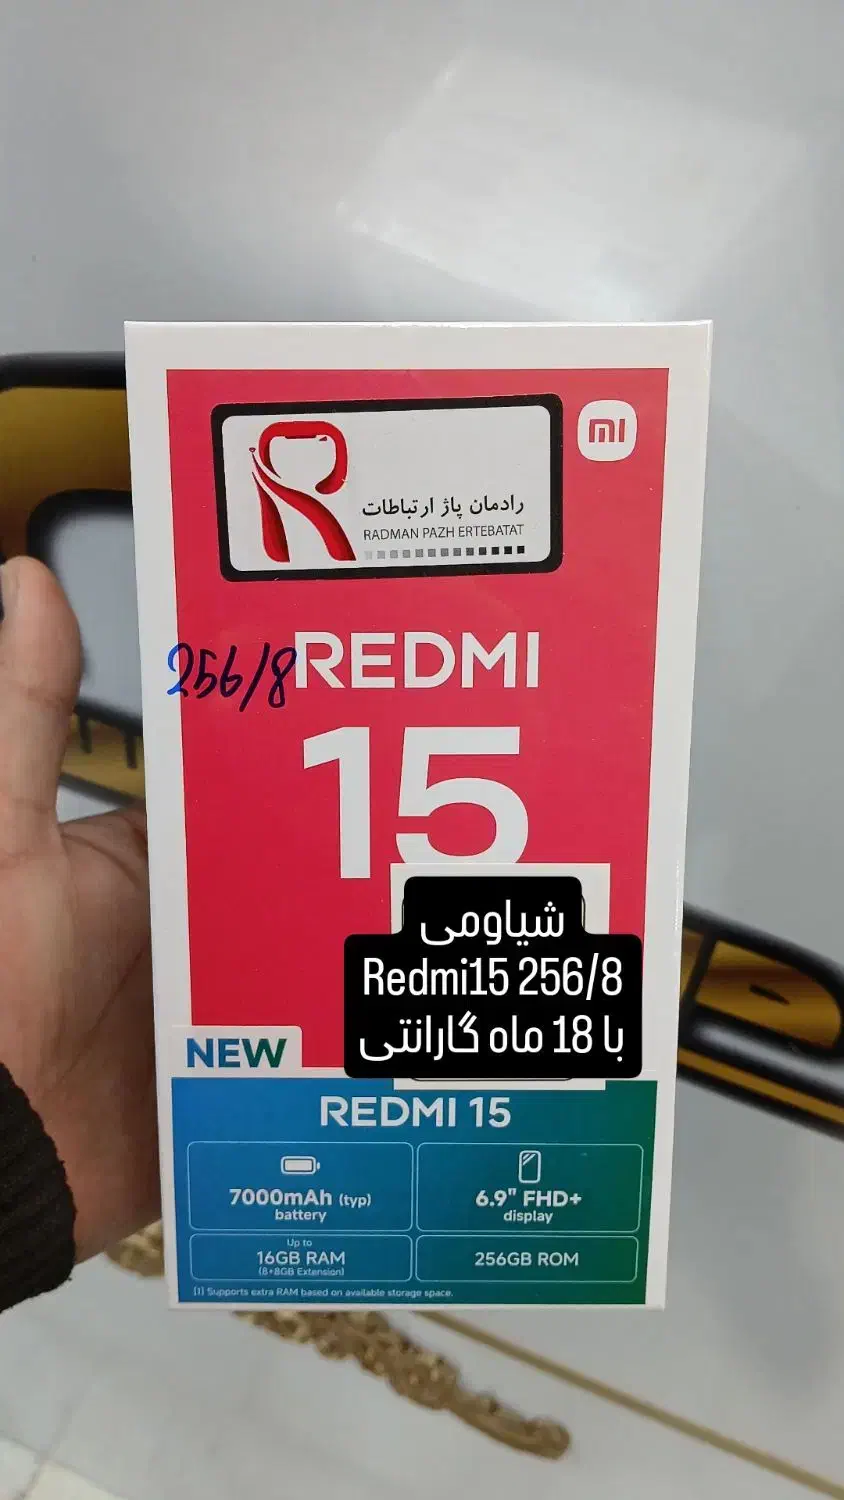 mi
رادمان پاژ ارتباطات
RADMAN PAZH ERTEBATAT
256/8
REDMI
15
شیاومی
Redmi15 256/8
با 18 ماه گارانتی
NEW
REDMI 15
7000mAh (typ)
battery
6.9" FHD+
display
Up to
16GB RAM
(8+8GB Extension)
256GB ROM
[1] Supports extra RAM based on available storage space.